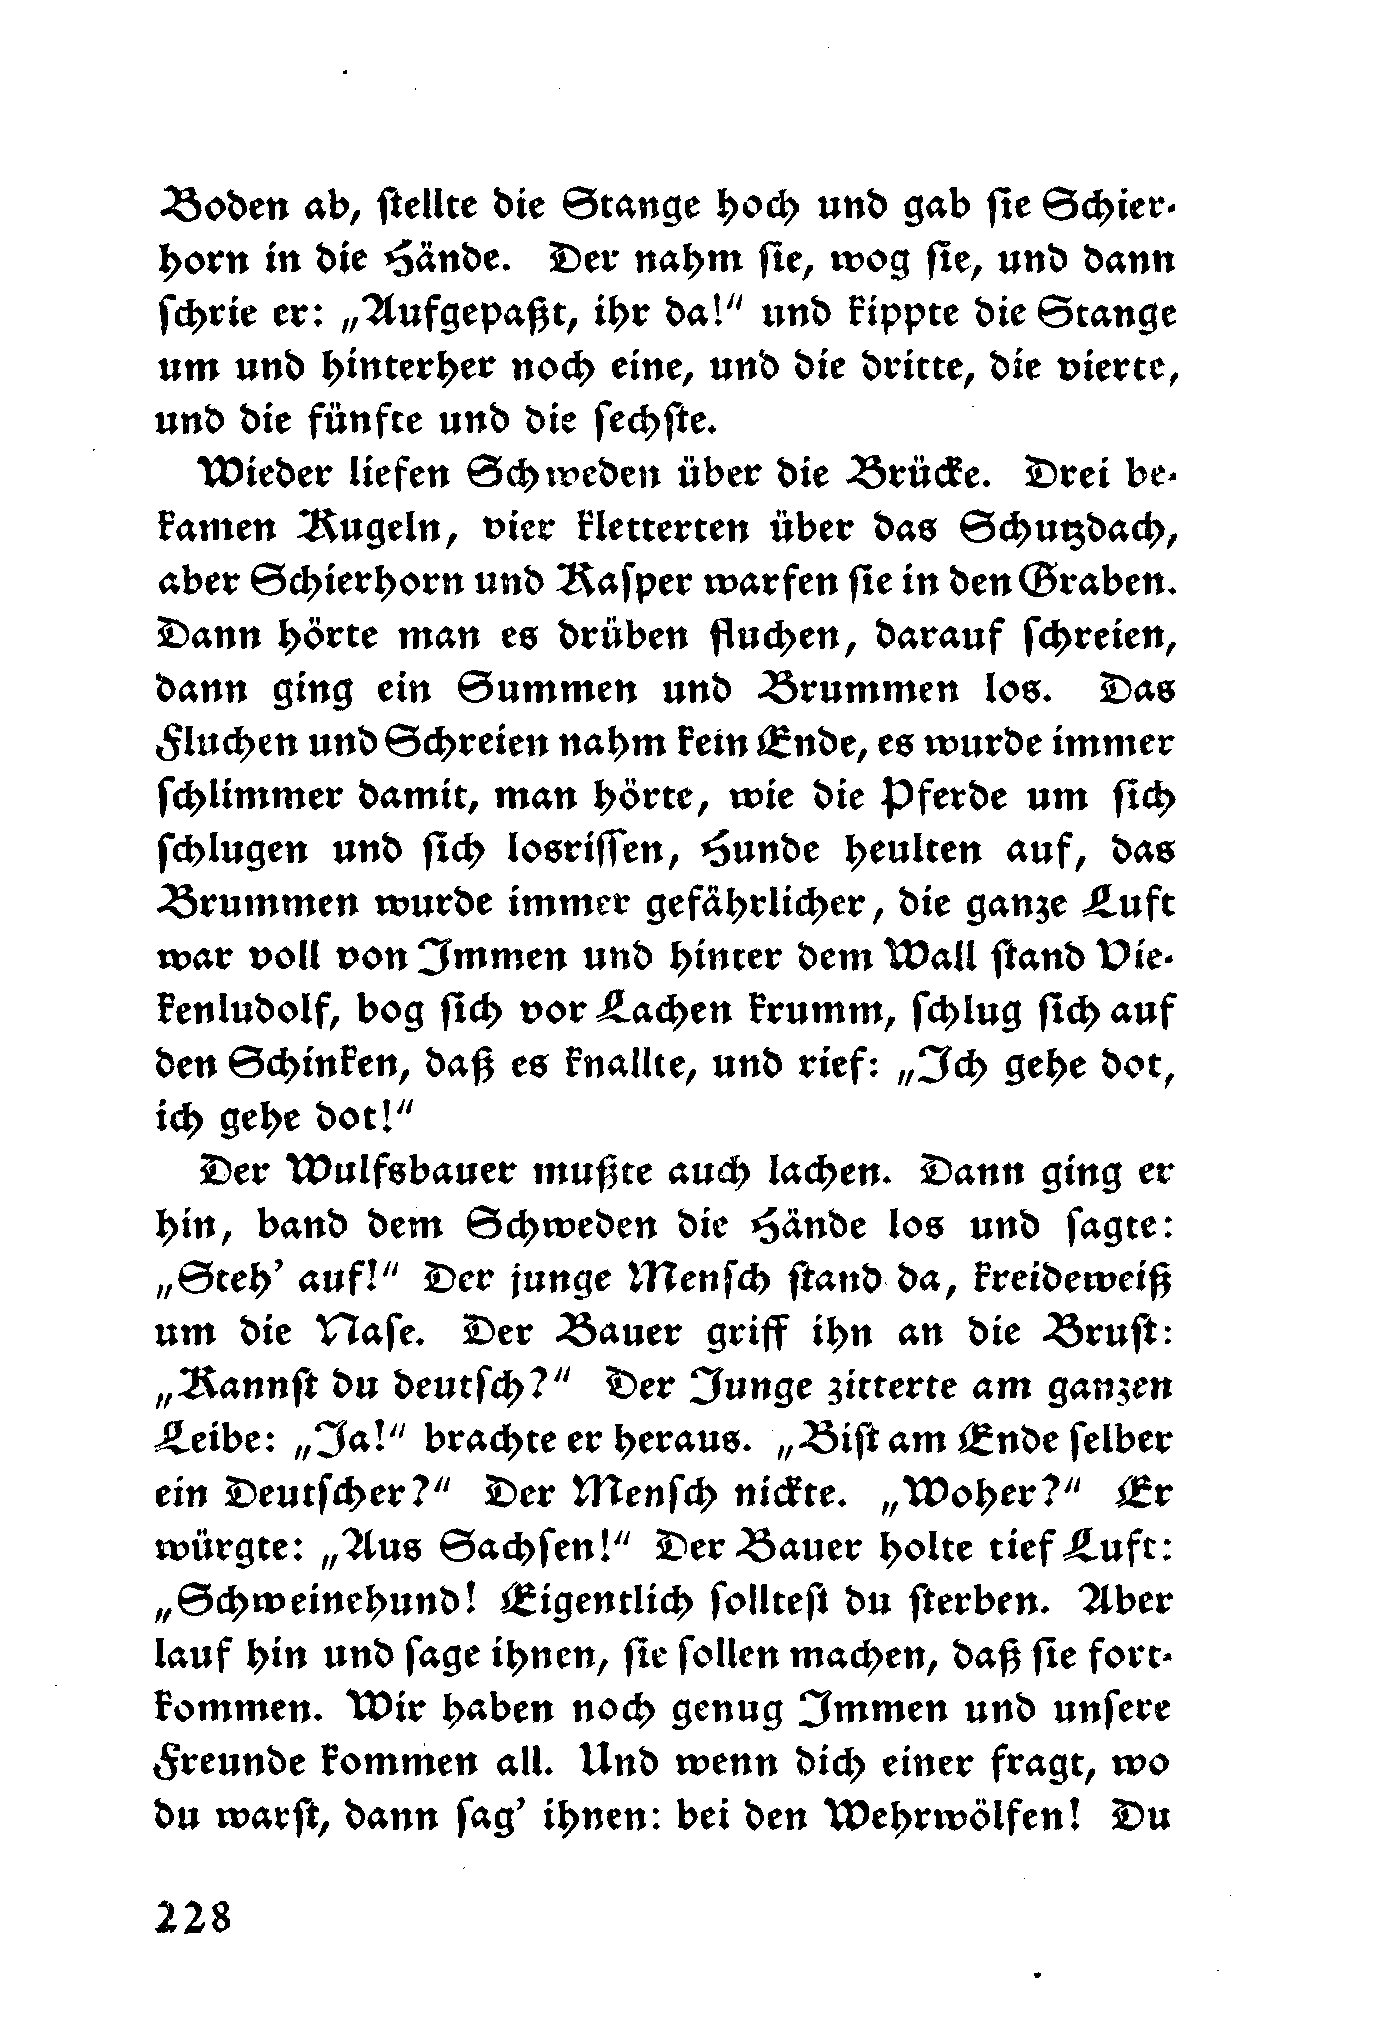 Boden ab, ſtellte die Stange hoch und gab ſie Schier-
horn in die Hände. Der nahm ſie, wog ſie, und dann
ſchrie er: „Aufgepaßt, ihr da!“ und kippte die Stange
um und hinterher noch eine, und die dritte, die vierte,
und die fünfte und die ſechſte.
Wieder liefen Schweden über die Brücke. Drei be-
kamen Kugeln, vier kletterten über das Schutzdach,
aber Schierhorn und Kaſper warfen ſie in den Graben.
Dann hörte man es drüben fluchen, darauf ſchreien,
dann ging ein Summen und Brummen los. Das
Fluchen und Schreien nahm kein Ende, es wurde immer
ſchlimmer damit, man hörte, wie die Pferde um ſich
ſchlugen und ſich losriſſen, Hunde heulten auf, das
Brummen wurde immer gefährlicher, die ganze Luft
war voll von Immen und hinter dem Wall ſtand Vie-
kenludolf, bog ſich vor Lachen krumm, ſchlug ſich auf
den Schinken, daß es knallte, und rief: „Ich gehe dot,
ich gehe dot!“
Der Wulfsbauer mußte auch lachen. Dann ging er
hin, band dem Schweden die Hände los und ſagte:
„Steh’ auf!“ Der junge Menſch ſtand da, kreideweiß
um die Naſe. Der Bauer griff ihn an die Bruſt:
„Kannſt du deutſch?“ Der Junge zitterte am ganzen
Leibe: „Ja!“ brachte er heraus. „Biſt am Ende ſelber
ein Deutſcher?“ Der Menſch nickte. „Woher?“ Er
würgte: „Aus Sachſen!“ Der Bauer holte tief Luft:
„Schweinehund! Eigentlich ſollteſt du ſterben. Aber
lauf hin und ſage ihnen, ſie ſollen machen, daß ſie fort-
kommen. Wir haben noch genug Immen und unſere
Freunde kommen all. Und wenn dich einer fragt, wo
du warſt, dann ſag’ ihnen: bei den Wehrwölfen! Du
228